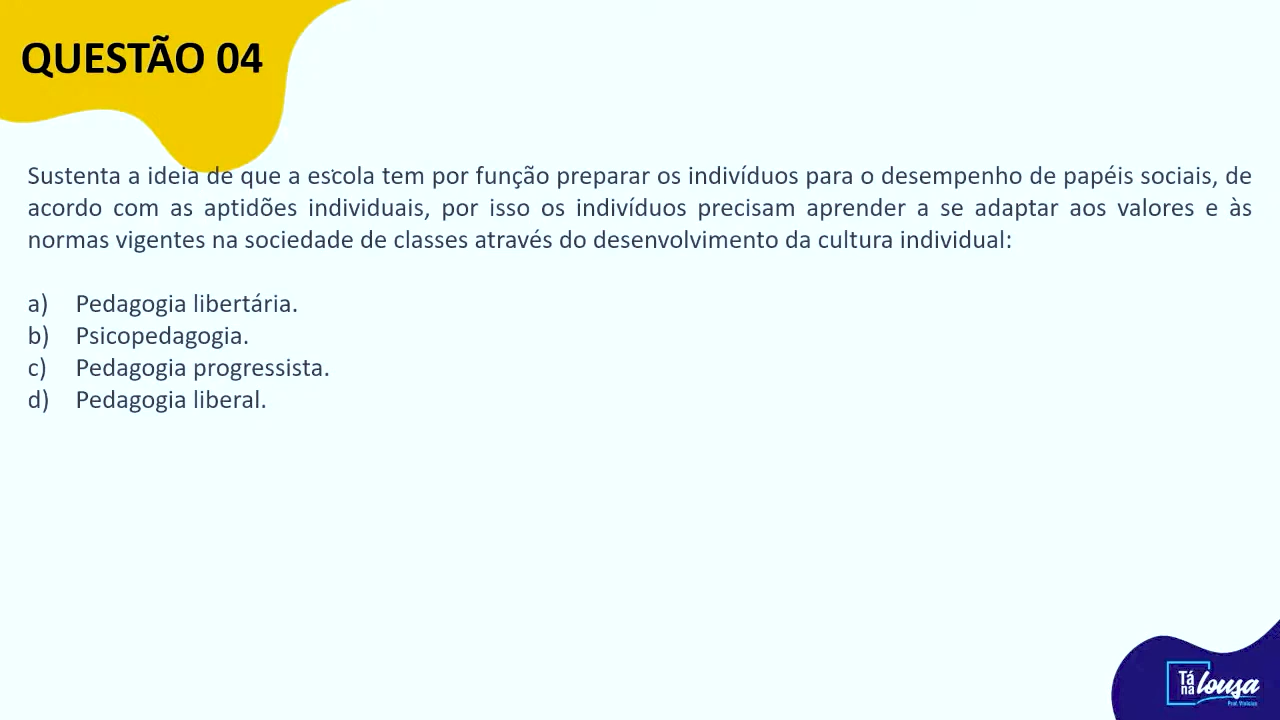 QUESTÃO 04
Sustenta a ideia de que a escola tem por função preparar os indivíduos para o desempenho de papéis sociais, de
acordo com as aptidões individuais, por isso os indivíduos precisam aprender a se adaptar aos valores e às
normas vigentes na sociedade de classes através do desenvolvimento da cultura individual:
a) Pedagogia libertária.
b) Psicopedagogia.
c) Pedagogia progressista.
d) Pedagogia liberal.
Tá
na lousa
Prof. Vinícius